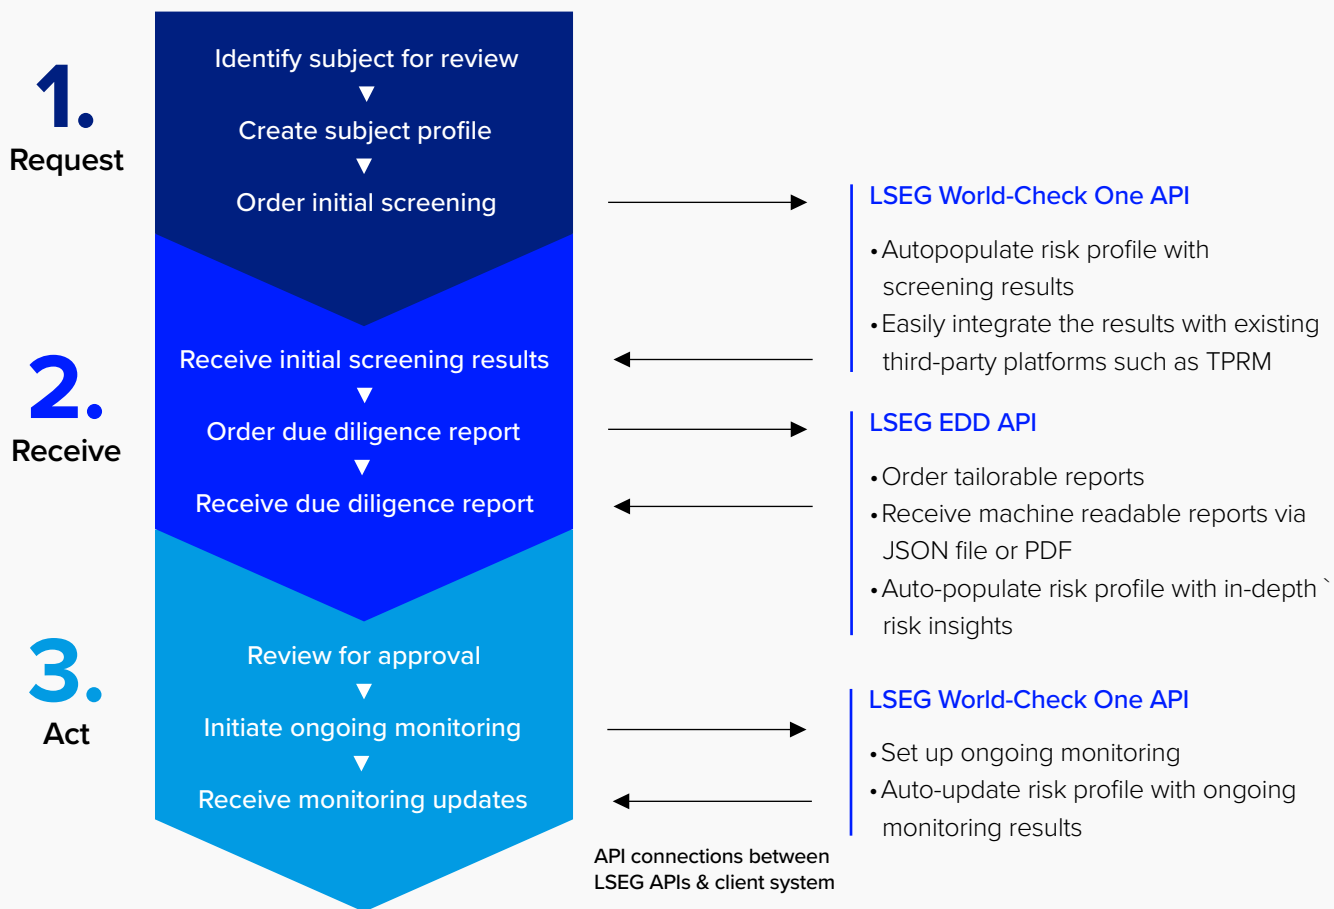 1.
Request
Identify subject for review
▼
Create subject profile
▼
Order initial screening
LSEG World-Check One API
•Autopopulate risk profile with
screening results
•Easily integrate the results with existing
third-party platforms such as TPRM
2.
Receive
Receive initial screening results
▼
Order due diligence report
▼
Receive due diligence report
LSEG EDD API
•Order tailorable reports
•Receive machine readable reports via
JSON file or PDF
•Auto-populate risk profile with in-depth `
risk insights
3.
Act
Review for approval
▼
Initiate ongoing monitoring
▼
Receive monitoring updates
LSEG World-Check One API
•Set up ongoing monitoring
•Auto-update risk profile with ongoing
monitoring results
API connections between
LSEG APIs & client system